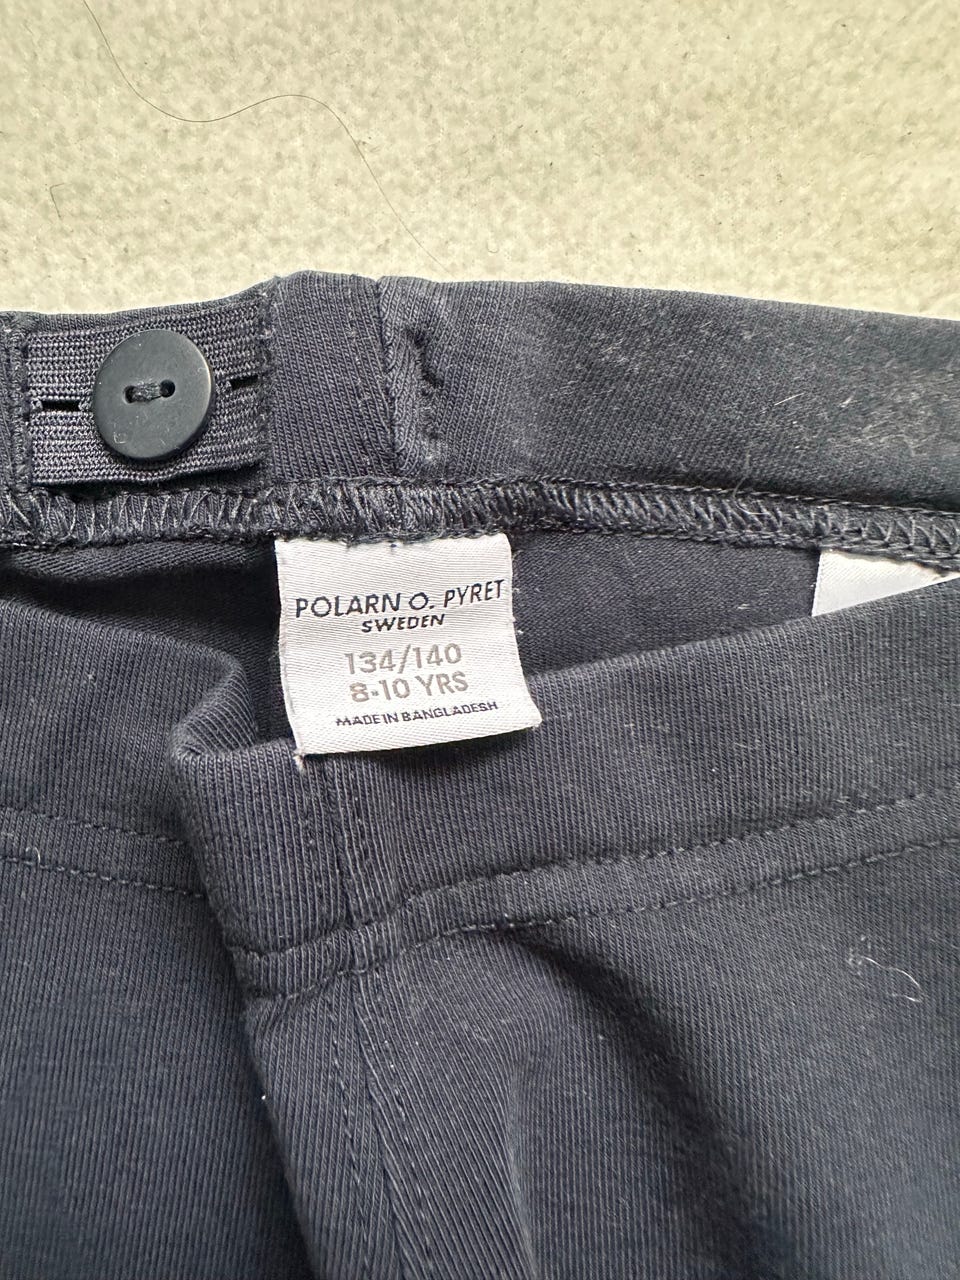 POLARN O. PYRET
SWEDEN
134/140
8-10 YRS
MADE IN BANGLADESH